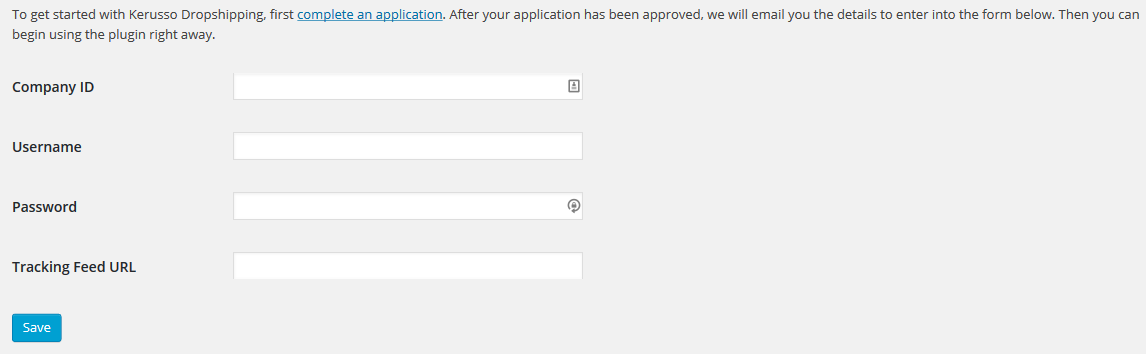 To get started with Kerusso Dropshipping, first complete an application. After your application has been approved, we will email you the details to enter into the form below. Then you can
begin using the plugin right away.
Company ID
Username
Password
Tracking Feed URL
Save